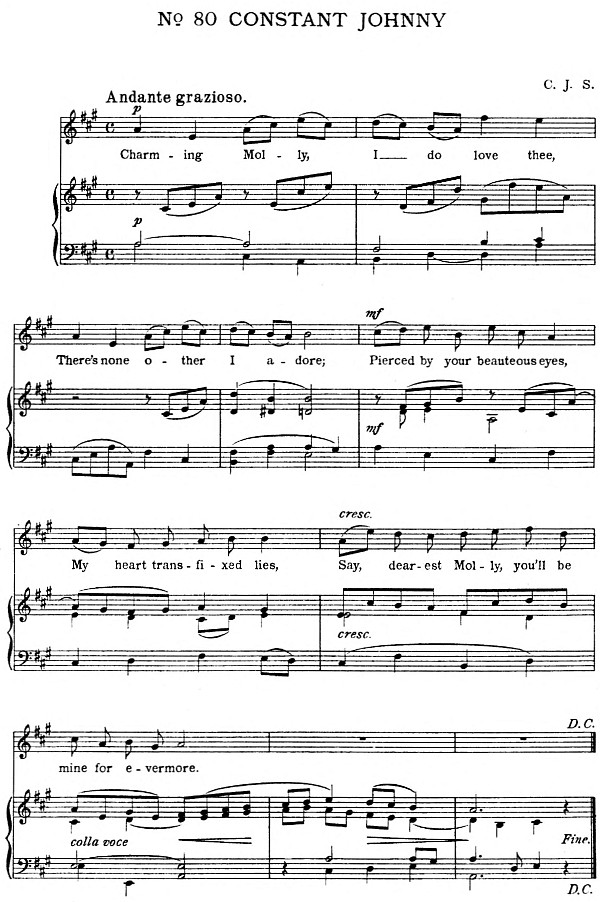 No 80 CONSTANT JOHNNY
C. J. S.
Andante grazioso.
p
Charm - ing Mol - ly, I do love thee,
p
mf
There's none o - ther I a - dore; Pierced by your beauteous eyes,
mf
cresc.
My heart trans - fi - xed lies, Say, dear - est Mol - ly, you'll be
cresc.
D.C.
mine for e - vermore.
colla voce Fine.
D.C.